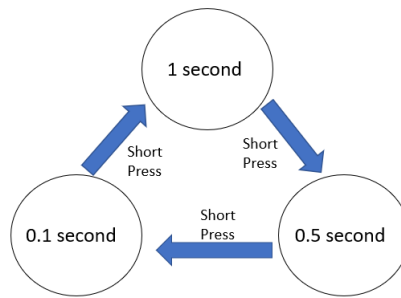 1 second
Short
Press
Short
Press
Short
Press
0.1 second
0.5 second